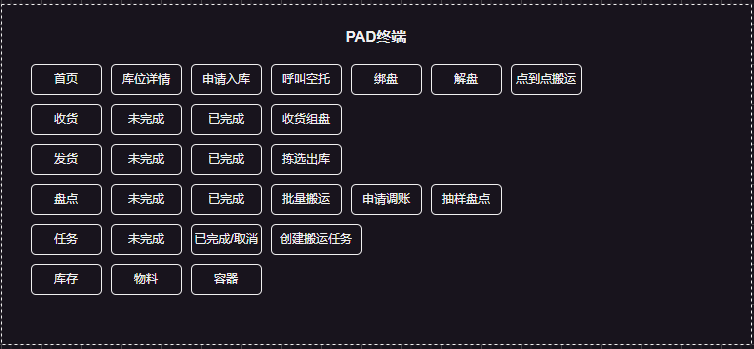 PAD终端
首页 库位详情 申请入库 呼叫空托 绑盘 解盘 点到点搬运
收货 未完成 已完成 收货组盘
发货 未完成 已完成 拣选出库
盘点 未完成 已完成 批量搬运 申请调账 抽样盘点
任务 未完成 已完成/取消 创建搬运任务
库存 物料 容器